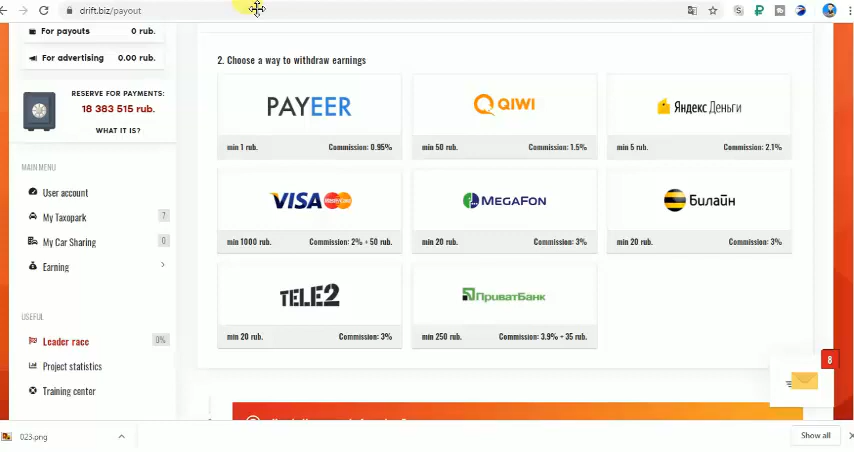 drift.biz/payout
For payouts 0 rub.
For advertising 0.00 rub.
RESERVE FOR PAYMENTS:
18 383 515 rub.
WHAT IT IS?
MAIN MENU
User account
My Taxopark 7
My Car Sharing 0
Earning
USEFUL
Leader race 0%
Project statistics
Training center
2. Choose a way to withdraw earnings
PAYEER
min 1 rub. Commission: 0.95%
QIWI
min 50 rub. Commission: 1.5%
Яндекс Деньги
min 5 rub. Commission: 2.1%
VISA MasterCard
min 1000 rub. Commission: 2% + 50 rub.
MEGAFON
min 20 rub. Commission: 3%
Билайн
min 20 rub. Commission: 3%
TELE2
min 20 rub. Commission: 3%
ПриватБанк
min 250 rub. Commission: 3.9% + 35 rub.
8
023.png
Show all